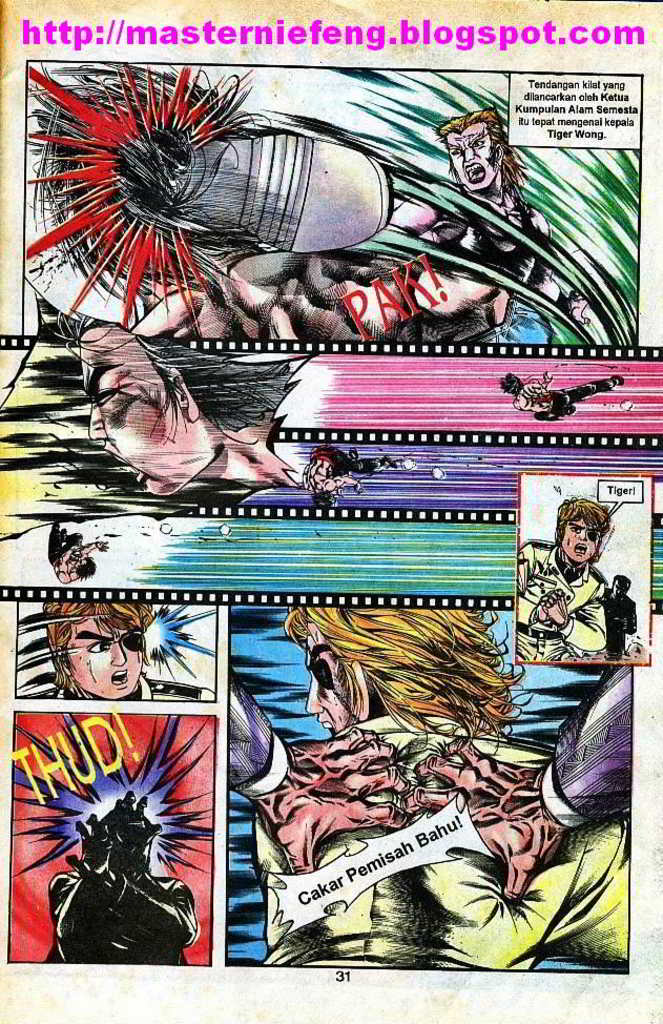 http://masterniefeng.blogspot.com
Tendangan kilat yang
dilancarkan oleh Ketua
Kumpulan Alam Semesta
itu tepat mengenai kepala
Tiger Wong.
PAK!
Tiger!
THUD!
Cakar Pemisah Bahu!
31